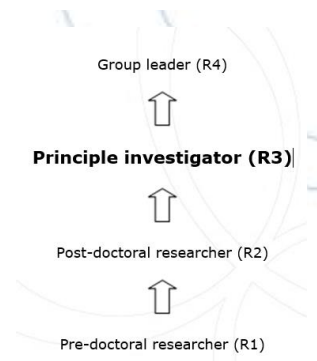 Group leader (R4)
Principle investigator (R3)
Post-doctoral researcher (R2)
Pre-doctoral researcher (R1)